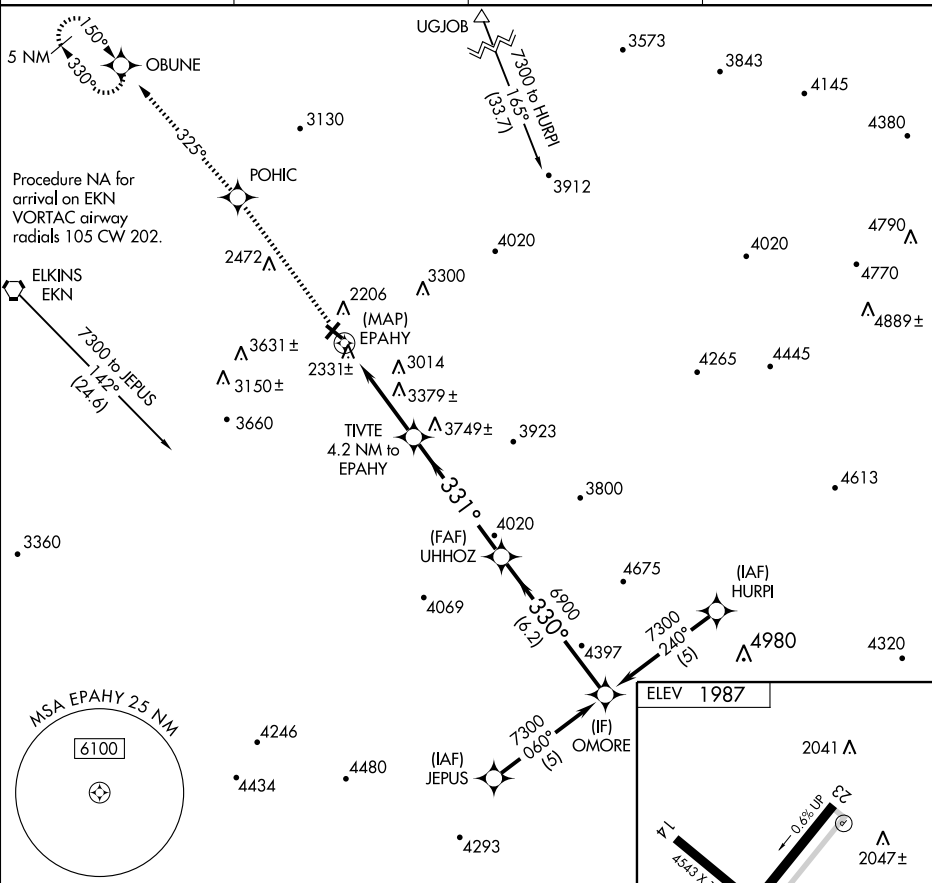 UGJOB
150°
5 NM
330°
OBUNE
7300 to HURPI
165°
(33.7)
3573
3843
4145
4380
3130
325°
3912
Procedure NA for
arrival on EKN
VORTAC airway
radials 105 CW 202.
POHIC
4020
4020
4790
4770
2472
3300
ELKINS
EKN
2206
(MAP)
EPAHY
4889±
7300 to JEPUS
142°
(24.6)
3631±
2331±
3014
3150±
3379±
4265
4445
3660
TIVTE
4.2 NM to
EPAHY
3749±
3923
331°
3800
4613
3360
4020
(FAF)
UHHOZ
4675
(IAF)
HURPI
4069
6900
330°
(6.2)
7300
240°
(5)
4397
4980
4320
MSA EPAHY 25 NM
6100
4246
4434
4480
(IAF)
JEPUS
7300
060°
(5)
(IF)
OMORE
4293
ELEV 1987
2041
23
0.6% UP
P
14
4543 X
2047±